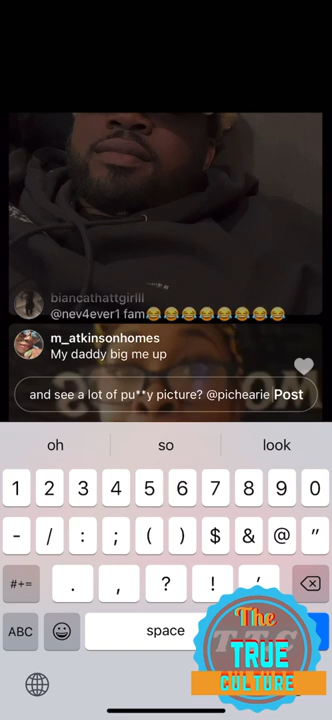 biancathattgirlll
@nev4ever1 fam😂😂😂😂😂😂😂😂😂
m_atkinsonhomes
My daddy big me up
and see a lot of pu**y picture? @pichearie Post
oh so look
1 2 3 4 5 6 7 8 9 0
- / : ; ( ) $ & @ "
#+= . , ? ! '
ABC space
The
TTC
TRUE
CULTURE